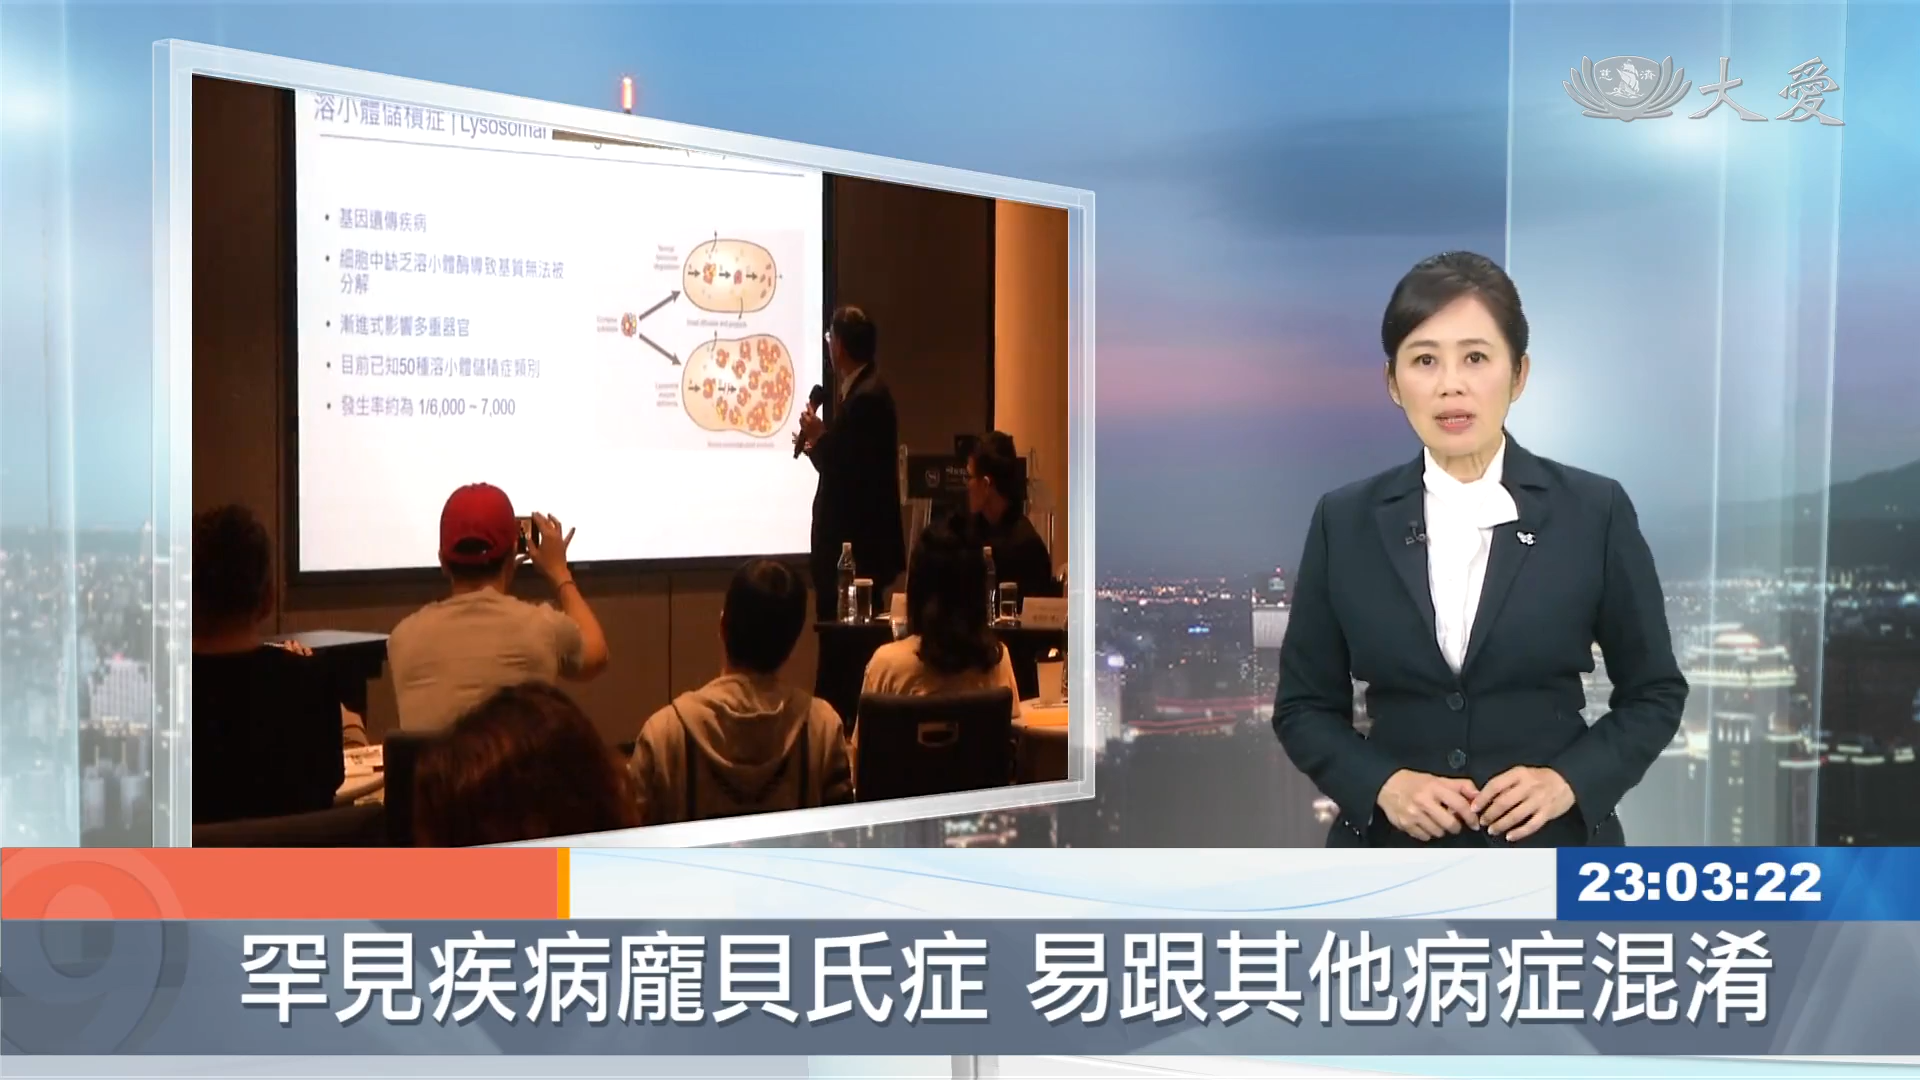 慈濟
大愛
溶小體儲積症 | Lysosomal
• 基因遺傳疾病
• 細胞中缺乏溶小體酶導致基質無法被
分解
• 漸進式影響多重器官
• 目前已知50種溶小體儲積症類別
• 發生率約為 1/6,000 ~ 7,000
23:03:22
罕見疾病龐貝氏症 易跟其他病症混淆
9